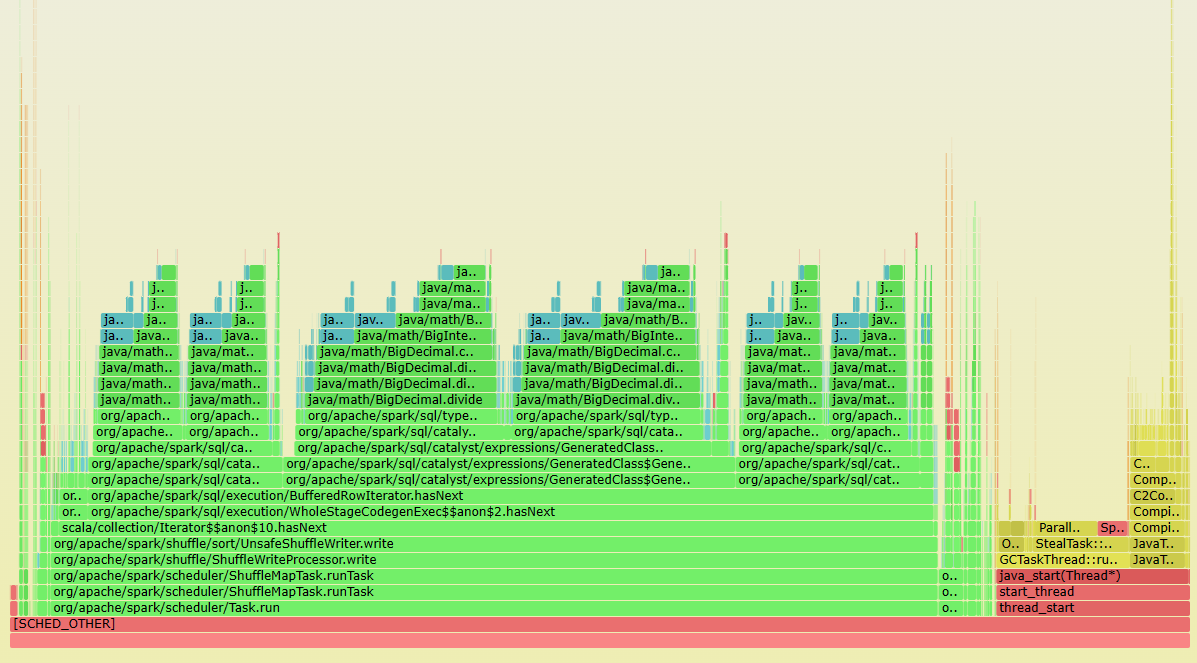 ja.. ja.. ja..
j.. j.. java/ma.. java/ma.. j.. j..
j.. j.. java/ma.. java/ma.. j.. j..
ja.. ja.. ja.. ja.. ja.. jav.. java/math/B.. ja.. jav.. java/math/B.. j.. jav.. j.. jav..
ja.. java.. ja.. java.. ja.. java/math/BigInte.. ja.. java/math/BigInte.. j.. java.. j.. java..
java/math.. java/mat.. java/math/BigDecimal.c.. java/math/BigDecimal.c.. java/mat.. java/mat..
java/math.. java/mat.. java/math/BigDecimal.di.. java/math/BigDecimal.di.. java/mat.. java/mat..
java/math.. java/mat.. java/math/BigDecimal.di.. java/math/BigDecimal.di.. java/math.. java/mat..
java/math.. java/mat.. java/math/BigDecimal.divide java/math/BigDecimal.div.. java/math.. java/mat..
org/apach.. org/apach.. org/apache/spark/sql/type.. org/apache/spark/sql/typ.. org/apach.. org/apach..
org/apache.. org/apach.. org/apache/spark/sql/cataly.. org/apache/spark/sql/cata.. org/apache.. org/apach..
org/apache/spark/sql/ca.. org/apache/spark/sql/catalyst/expressions/GeneratedClass.. org/apache/spark/sql/c..
org/apache/spark/sql/cata.. org/apache/spark/sql/catalyst/expressions/GeneratedClass$Gene.. org/apache/spark/sql/cat.. C..
org/apache/spark/sql/cata.. org/apache/spark/sql/catalyst/expressions/GeneratedClass$Gene.. org/apache/spark/sql/cat.. Comp..
or.. org/apache/spark/sql/execution/BufferedRowIterator.hasNext C2Co..
or.. org/apache/spark/sql/execution/WholeStageCodegenExec$$anon$2.hasNext Compi..
scala/collection/Iterator$$anon$10.hasNext Parall.. Sp.. Compi..
org/apache/spark/shuffle/sort/UnsafeShuffleWriter.write O.. StealTask::.. JavaT..
org/apache/spark/shuffle/ShuffleWriteProcessor.write GCTaskThread::ru.. JavaT..
org/apache/spark/scheduler/ShuffleMapTask.runTask o.. java_start(Thread*)
org/apache/spark/scheduler/ShuffleMapTask.runTask start_thread
org/apache/spark/scheduler/Task.run o.. thread_start
[SCHED_OTHER]